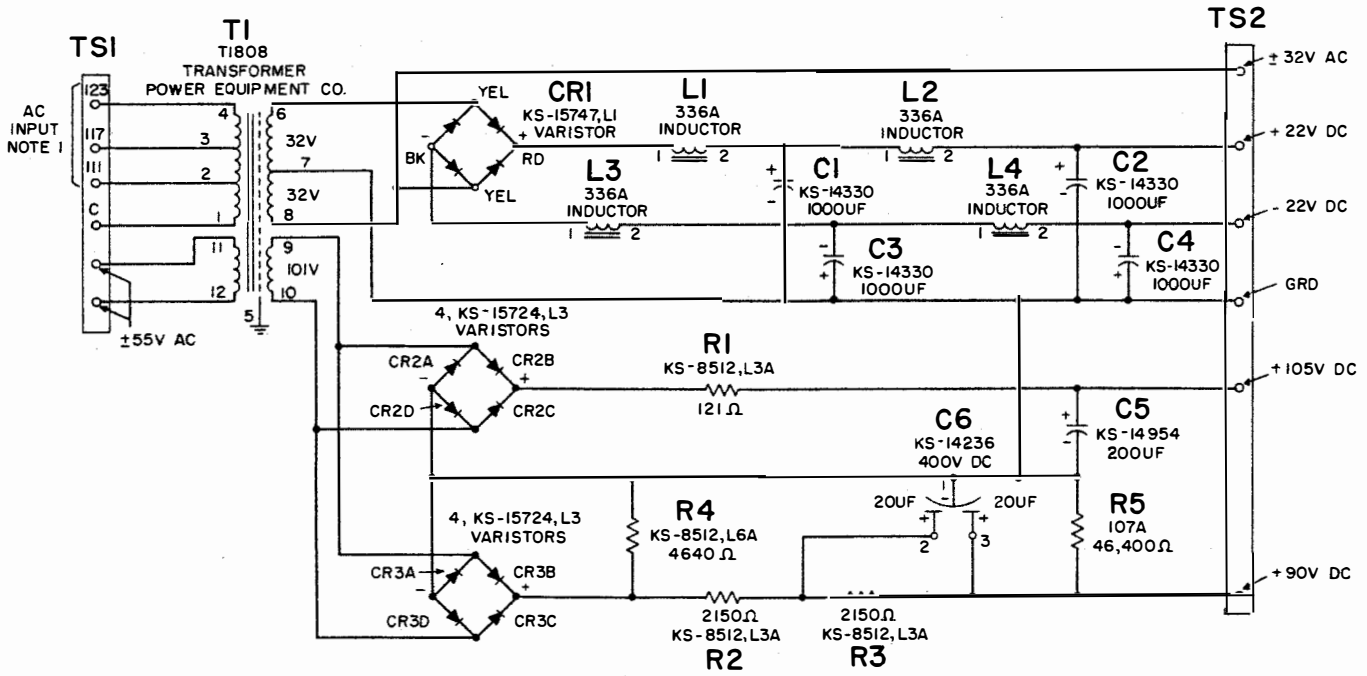 TS1
T1
T1808
TRANSFORMER
POWER EQUIPMENT CO.
AC
INPUT
NOTE 1
123
117
111
C
±55V AC
4
3
2
1
11
12
6
32V
7
32V
8
9
101V
10
5
YEL
CR1
KS-15747,L1
VARISTOR
-
+
BK
RD
YEL
L1
336A
INDUCTOR
1 2
L2
336A
INDUCTOR
1 2
L3
336A
INDUCTOR
1 2
L4
336A
INDUCTOR
1 2
+
-
C1
KS-14330
1000UF
+
-
C2
KS-14330
1000UF
-
+
C3
KS-14330
1000UF
-
+
C4
KS-14330
1000UF
TS2
±32V AC
+22V DC
-22V DC
GRD
+105V DC
+90V DC
4, KS-15724,L3
VARISTORS
CR2A
CR2B
-
+
CR2D
CR2C
R1
KS-8512,L3A
121Ω
C6
KS-14236
400V DC
1
-
20UF
+
+
20UF
2
3
+
-
C5
KS-14954
200UF
R5
107A
46,400Ω
4, KS-15724,L3
VARISTORS
CR3A
CR3B
-
+
CR3D
CR3C
R4
KS-8512,L6A
4640Ω
2150Ω
KS-8512,L3A
R2
2150Ω
KS-8512,L3A
R3